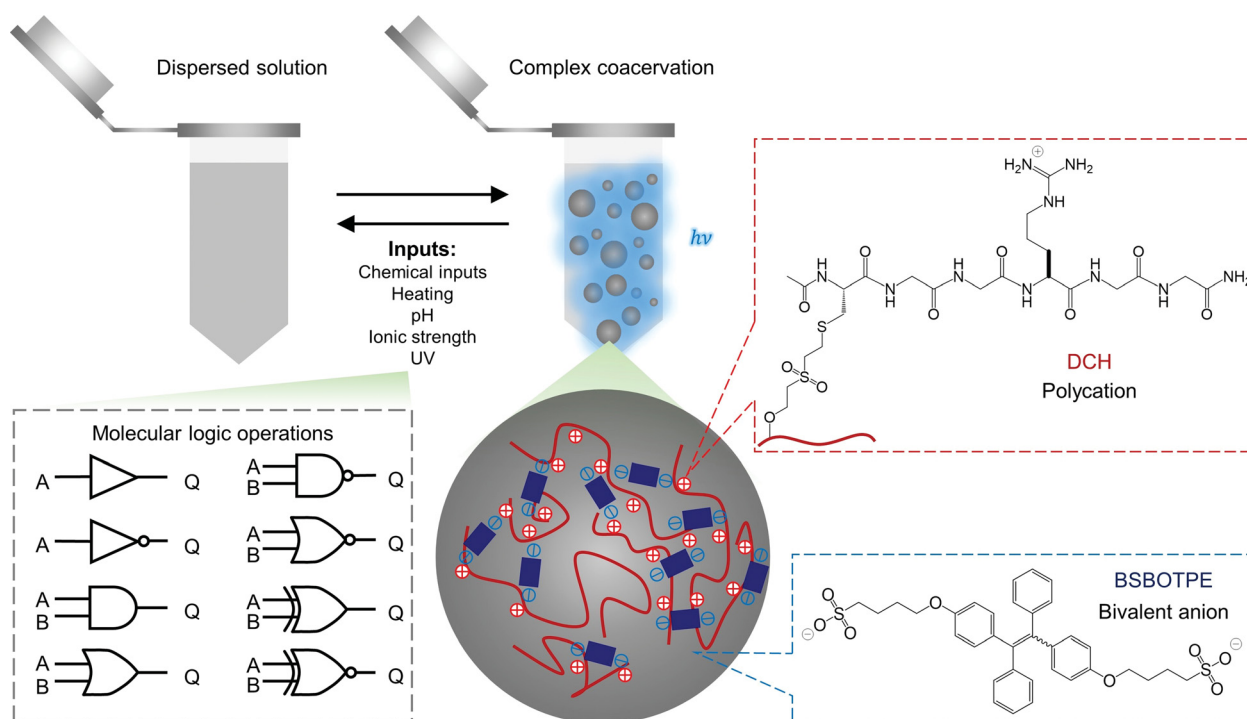 Dispersed solution
Complex coacervation
Inputs:
Chemical inputs
Heating
pH
Ionic strength
UV
hν
⊕
H₂N
NH₂
NH
H
N
O
O
H
N
O
N
H
O
N
H
H
N
O
N
H
O
NH₂
S
O
S
O
O
DCH
Polycation
Molecular logic operations
A
Q
A
B
Q
A
Q
A
B
Q
A
B
Q
A
B
Q
A
B
Q
A
B
Q
BSBOTPE
Bivalent anion
O
S
O
O
⊖
O
O
O
S
O
O
⊖